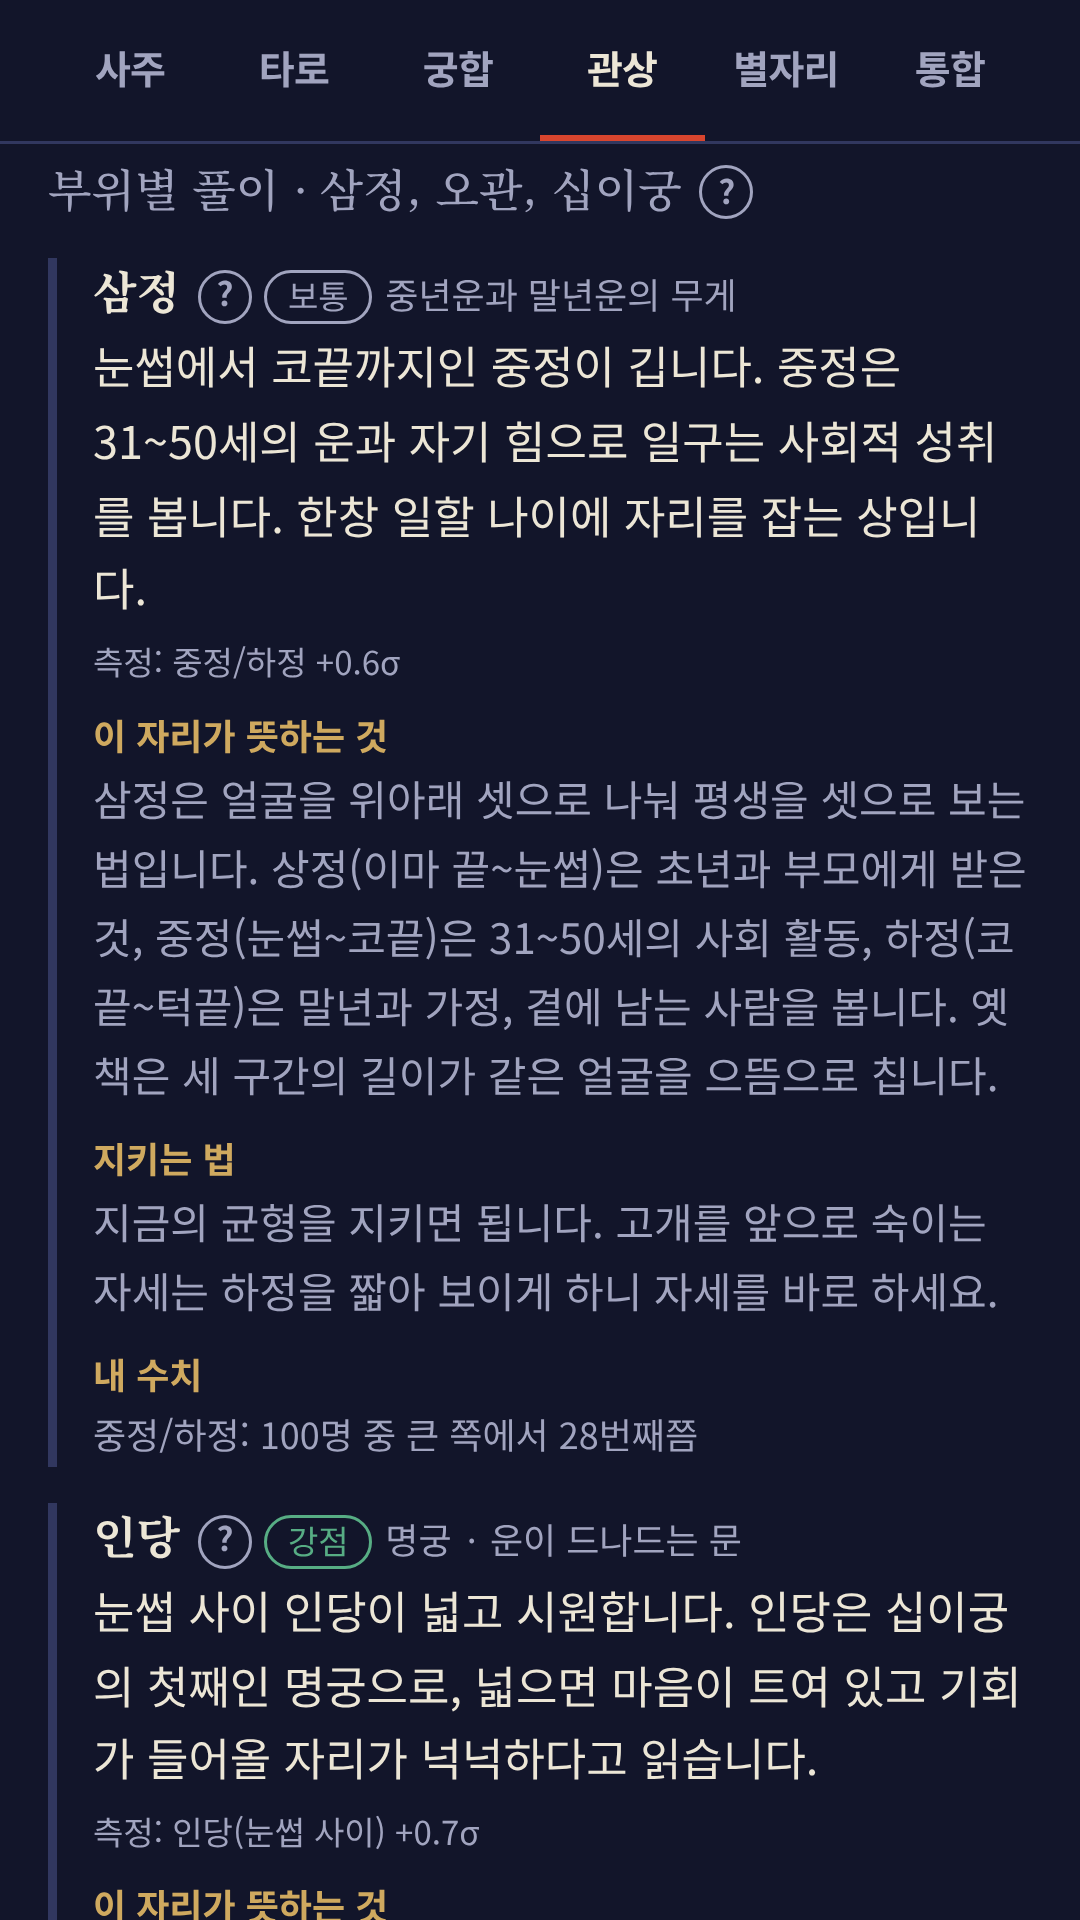 사주 타로 궁합 관상 별자리 통합
부위별 풀이 · 삼정, 오관, 십이궁 ?
삼정 ? 보통 중년운과 말년운의 무게
눈썹에서 코끝까지인 중정이 깁니다. 중정은
31~50세의 운과 자기 힘으로 일구는 사회적 성취
를 봅니다. 한창 일할 나이에 자리를 잡는 상입니
다.
측정: 중정/하정 +0.6σ
이 자리가 뜻하는 것
삼정은 얼굴을 위아래 셋으로 나눠 평생을 셋으로 보는
법입니다. 상정(이마 끝~눈썹)은 초년과 부모에게 받은
것, 중정(눈썹~코끝)은 31~50세의 사회 활동, 하정(코
끝~턱끝)은 말년과 가정, 곁에 남는 사람을 봅니다. 옛
책은 세 구간의 길이가 같은 얼굴을 으뜸으로 칩니다.
지키는 법
지금의 균형을 지키면 됩니다. 고개를 앞으로 숙이는
자세는 하정을 짧아 보이게 하니 자세를 바로 하세요.
내 수치
중정/하정: 100명 중 큰 쪽에서 28번째쯤
인당 ? 강점 명궁 · 운이 드나드는 문
눈썹 사이 인당이 넓고 시원합니다. 인당은 십이궁
의 첫째인 명궁으로, 넓으면 마음이 트여 있고 기회
가 들어올 자리가 넉넉하다고 읽습니다.
측정: 인당(눈썹 사이) +0.7σ
이 자리가 뜻하는 것